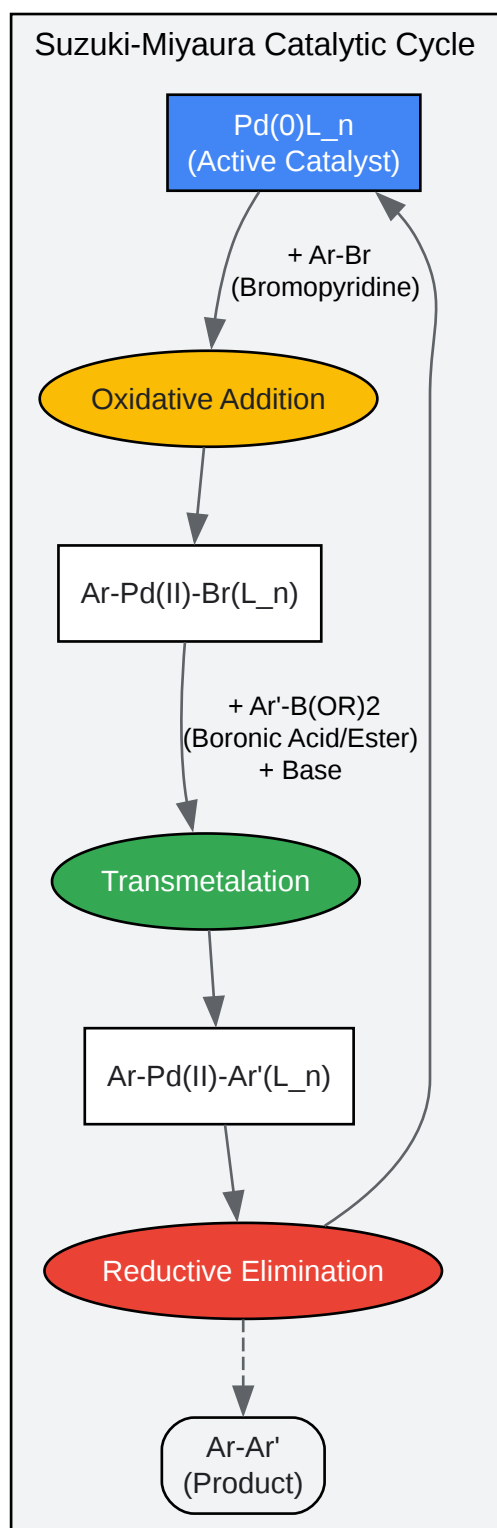 Suzuki-Miyaura Catalytic Cycle
Pd(0)L_n
(Active Catalyst)
+ Ar-Br
(Bromopyridine)
Oxidative Addition
Ar-Pd(II)-Br(L_n)
+ Ar'-B(OR)2
(Boronic Acid/Ester)
+ Base
Transmetalation
Ar-Pd(II)-Ar'(L_n)
Reductive Elimination
Ar-Ar'
(Product)